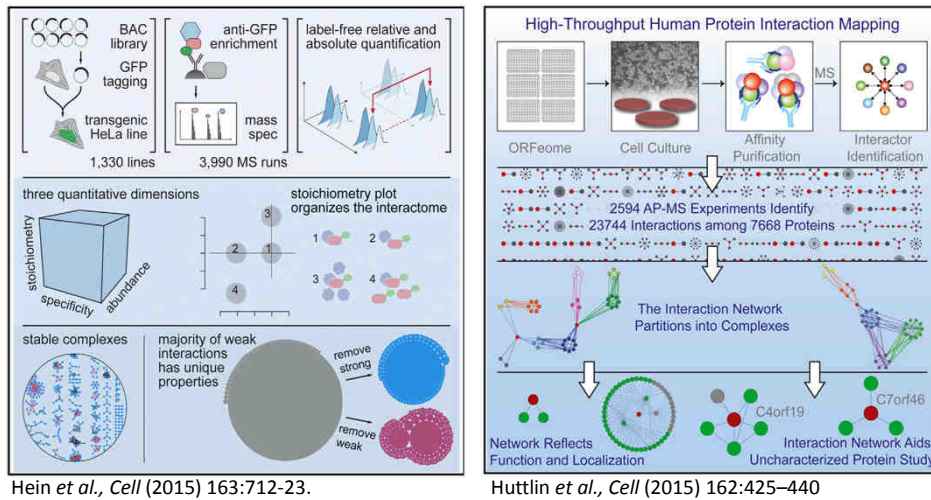 BAC
library
GFP
tagging
transgenic
HeLa line
1,330 lines
anti-GFP
enrichment
mass
spec
3,990 MS runs
label-free relative and
absolute quantification
three quantitative dimensions
stoichiometry
specificity
abundance
3
2
1
4
stoichiometry plot
organizes the interactome
1
2
3
4
stable complexes
majority of weak
interactions
has unique
properties
remove
strong
remove
weak
Hein et al., Cell (2015) 163:712-23.
High-Throughput Human Protein Interaction Mapping
MS
ORFeome
Cell Culture
Affinity
Purification
Interactor
Identification
2594 AP-MS Experiments Identify
23744 Interactions among 7668 Proteins
The Interaction Network
Partitions into Complexes
C4orf19
C7orf46
Network Reflects
Function and Localization
Interaction Network Aids
Uncharacterized Protein Study
Huttlin et al., Cell (2015) 162:425–440